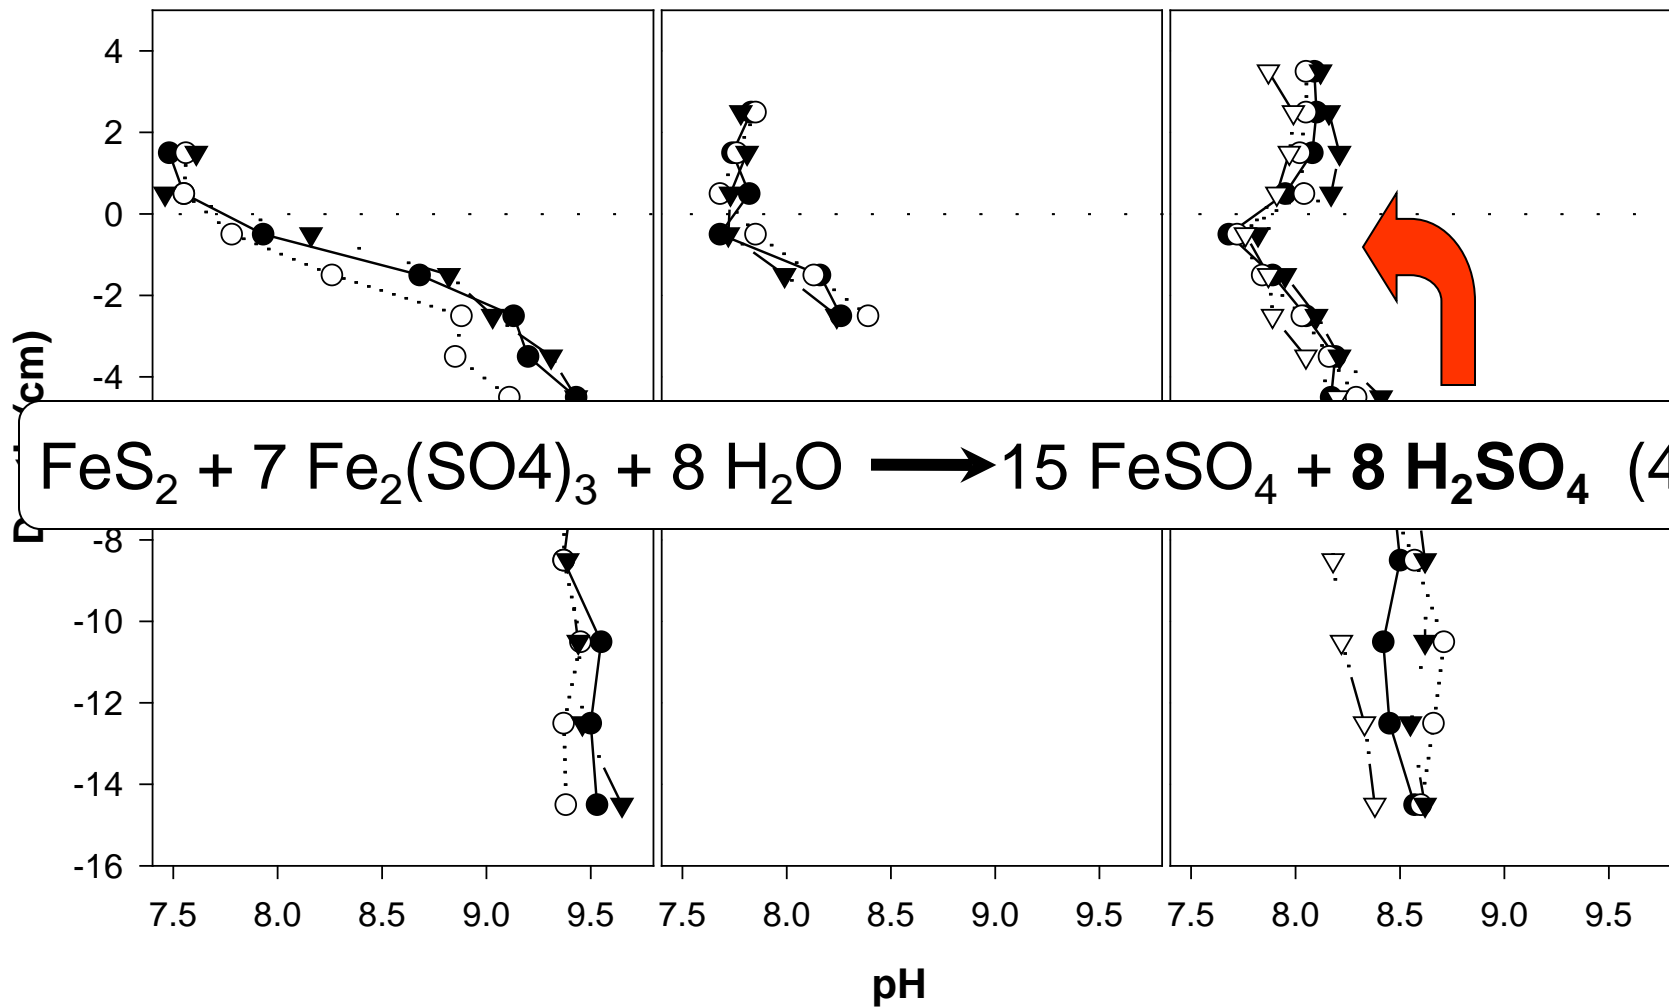 4
2
0
-2
-4
FeS₂ + 7 Fe₂(SO4)₃ + 8 H₂O → 15 FeSO₄ + 8 H₂SO₄ (4
-8
-10
-12
-14
-16
(cm)
7.5 8.0 8.5 9.0 9.5 7.5 8.0 8.5 9.0 9.5 7.5 8.0 8.5 9.0 9.5
pH